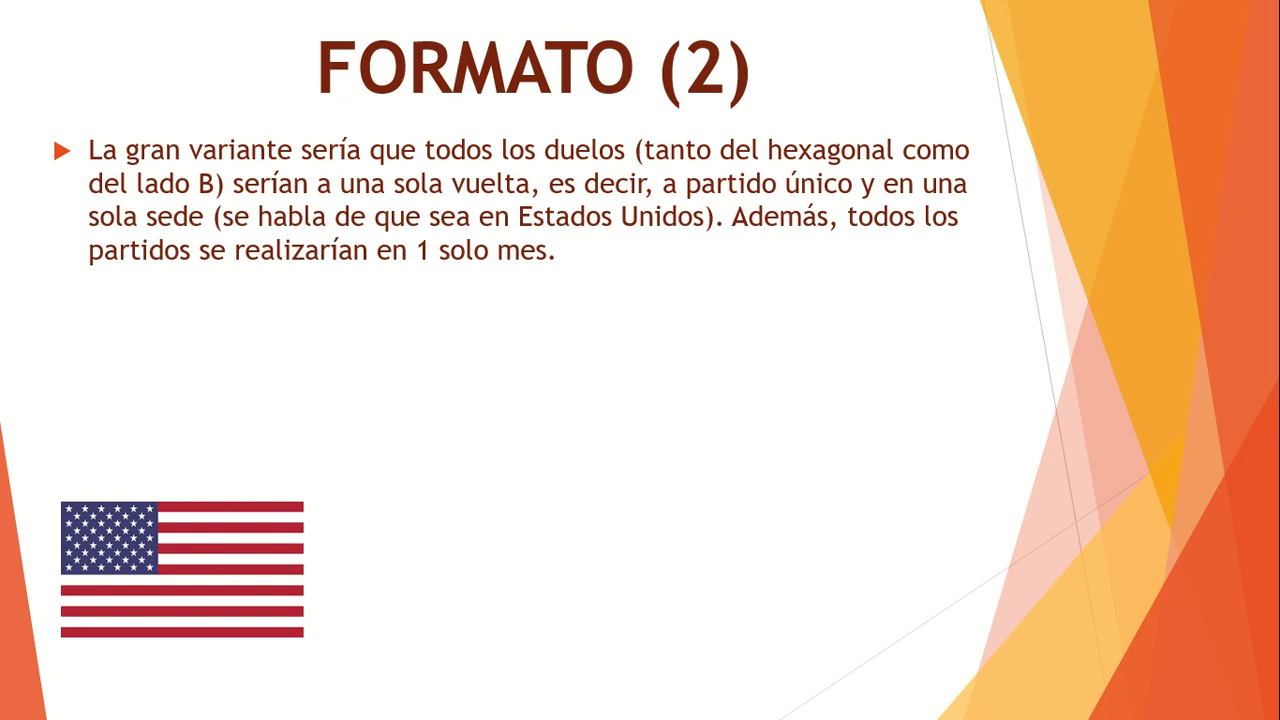 FORMATO (2)
La gran variante sería que todos los duelos (tanto del hexagonal como
del lado B) serían a una sola vuelta, es decir, a partido único y en una
sola sede (se habla de que sea en Estados Unidos). Además, todos los
partidos se realizarían en 1 solo mes.